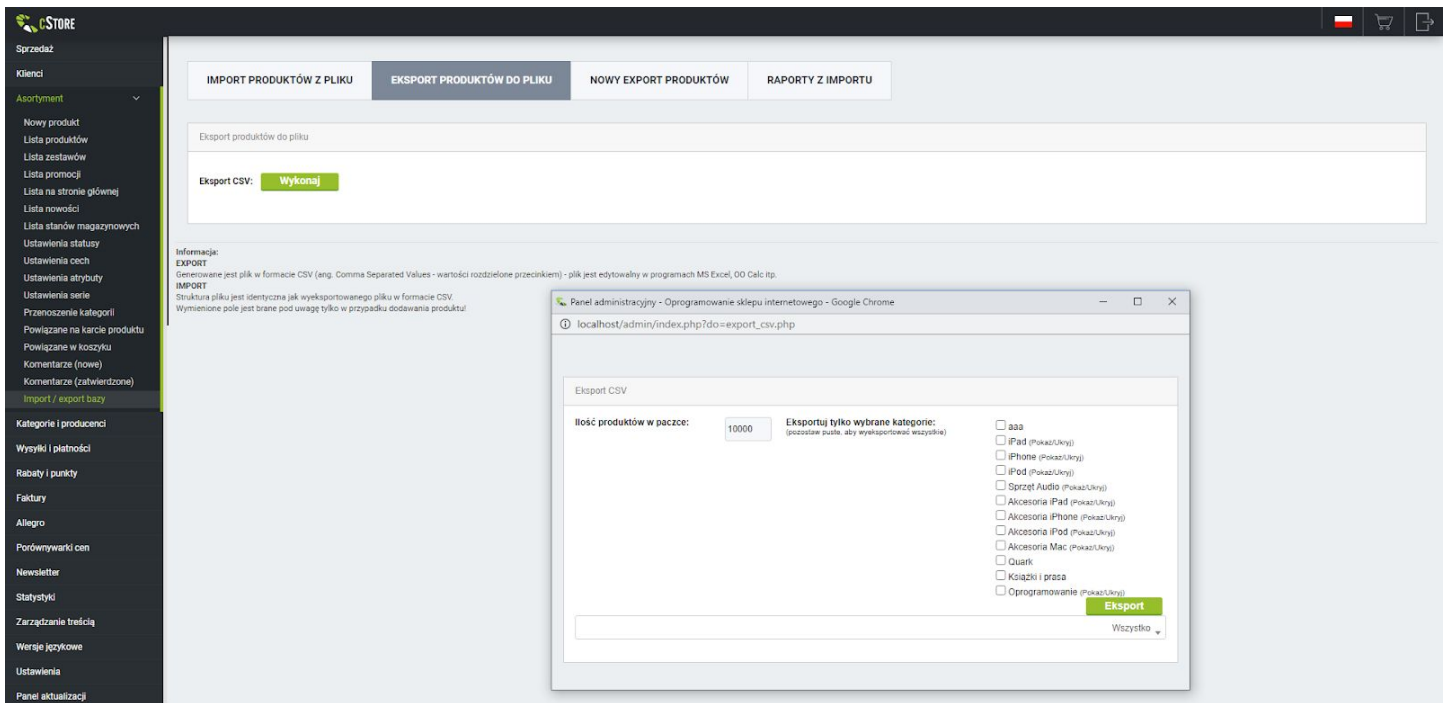 cSTORE
Sprzedaż
Klienci
Asortyment
Nowy produkt
Lista produktów
Lista zestawów
Lista promocji
Lista na stronie głównej
Lista nowości
Lista stanów magazynowych
Ustawienia statusy
Ustawienia cech
Ustawienia atrybuty
Ustawienia serie
Przenoszenie kategorii
Powiązane na karcie produktu
Powiązane w koszyku
Komentarze (nowe)
Komentarze (zatwierdzone)
Import / export bazy
Kategorie i producenci
Wysyłki i płatności
Rabaty i punkty
Faktury
Allegro
Porównywarki cen
Newsletter
Statystyki
Zarządzanie treścią
Wersje językowe
Ustawienia
Panel aktualizacji
IMPORT PRODUKTÓW Z PLIKU EKSPORT PRODUKTÓW DO PLIKU NOWY EXPORT PRODUKTÓW RAPORTY Z IMPORTU
Eksport produktów do pliku
Eksport CSV: Wykonaj
Informacja:
EXPORT
Generowane jest plik w formacie CSV (ang. Comma Separated Values - wartości rozdzielone przecinkiem) - plik jest edytowalny w programach MS Excel, OO Calc itp.
IMPORT
Struktura pliku jest identyczna jak wyeksportowanego pliku w formacie CSV.
Wymienione pole jest brane pod uwagę tylko w przypadku dodawania produktu!
Panel administracyjny - Oprogramowanie sklepu internetowego - Google Chrome
localhost/admin/index.php?do=export_csv.php
Eksport CSV
Ilość produktów w paczce: 10000 Eksportuj tylko wybrane kategorie:
(pozostaw puste, aby wyeksportować wszystkie)
aaa
iPad (Pokaż/Ukryj)
iPhone (Pokaż/Ukryj)
iPod (Pokaż/Ukryj)
Sprzęt Audio (Pokaż/Ukryj)
Akcesoria iPad (Pokaż/Ukryj)
Akcesoria iPhone (Pokaż/Ukryj)
Akcesoria iPod (Pokaż/Ukryj)
Akcesoria Mac (Pokaż/Ukryj)
Quark
Książki i prasa
Oprogramowanie (Pokaż/Ukryj)
Eksport
Wszystko